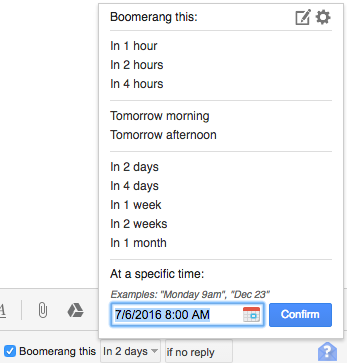 Boomerang this:
In 1 hour
In 2 hours
In 4 hours
Tomorrow morning
Tomorrow afternoon
In 2 days
In 4 days
In 1 week
In 2 weeks
In 1 month
At a specific time:
Examples: "Monday 9am", "Dec 23"
7/6/2016 8:00 AM Confirm
A
Boomerang this In 2 days if no reply